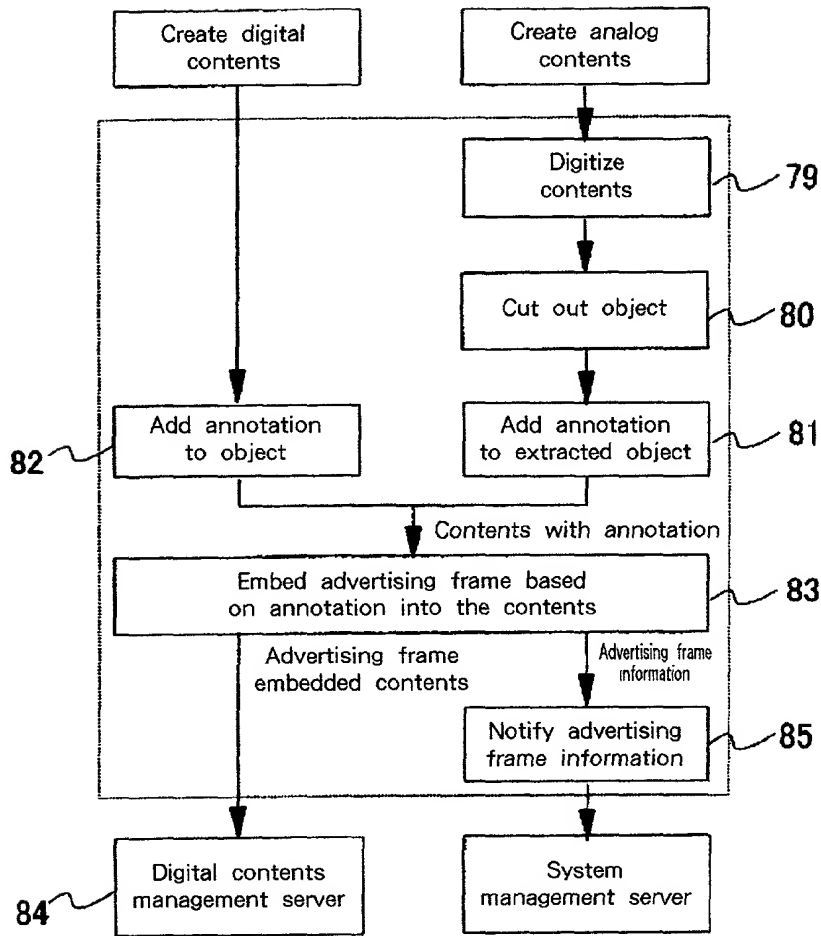 Create digital
contents
Create analog
contents
Digitize
contents
79
Cut out object
80
Add annotation
to object
82
Add annotation
to extracted object
81
Contents with annotation
Embed advertising frame based
on annotation into the contents
83
Advertising frame
embedded contents
Advertising frame
information
Notify advertising
frame information
85
Digital contents
management server
84
System
management server